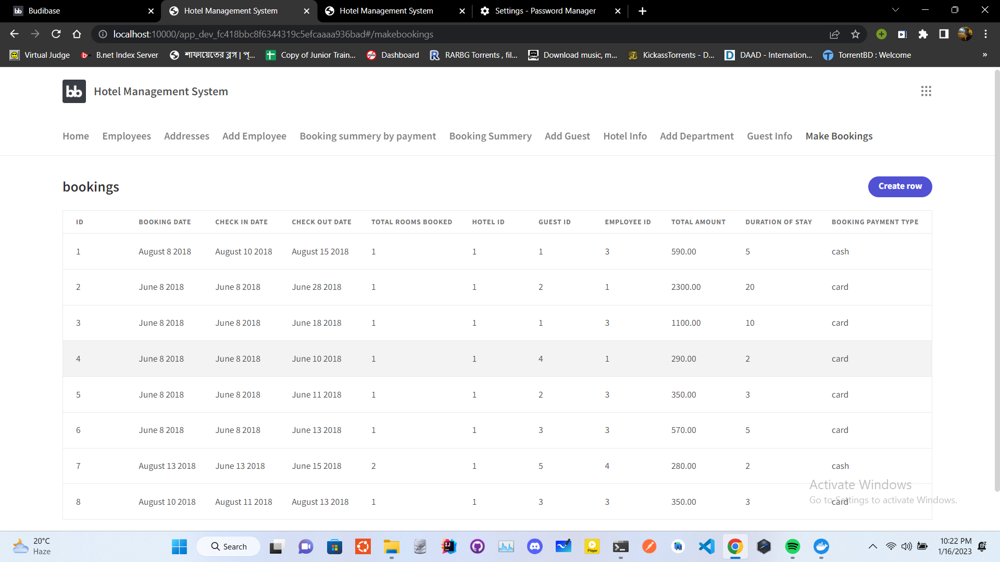 Budibase
Hotel Management System
Hotel Management System
Settings - Password Manager
localhost:10000/app_dev_fc418bbc8f6344319c5efcaaaa936bad#/makebookings
Virtual Judge
B.net Index Server
শাফায়েতের ব্লগ | প্...
Copy of Junior Train...
Dashboard
RARBG Torrents , fil...
Download music, m...
KickassTorrents - D...
DAAD - Internation...
TorrentBD : Welcome
»
bb Hotel Management System
Home Employees Addresses Add Employee Booking summery by payment Booking Summery Add Guest Hotel Info Add Department Guest Info Make Bookings
bookings
Create row
ID BOOKING DATE CHECK IN DATE CHECK OUT DATE TOTAL ROOMS BOOKED HOTEL ID GUEST ID EMPLOYEE ID TOTAL AMOUNT DURATION OF STAY BOOKING PAYMENT TYPE
1 August 8 2018 August 10 2018 August 15 2018 1 1 1 3 590.00 5 cash
2 June 8 2018 June 8 2018 June 28 2018 1 1 2 1 2300.00 20 card
3 June 8 2018 June 8 2018 June 18 2018 1 1 1 3 1100.00 10 card
4 June 8 2018 June 8 2018 June 10 2018 1 1 4 1 290.00 2 card
5 June 8 2018 June 8 2018 June 11 2018 1 1 2 3 350.00 3 card
6 June 8 2018 June 8 2018 June 13 2018 1 1 3 3 570.00 5 card
7 August 13 2018 June 13 2018 June 15 2018 2 1 5 4 280.00 2 cash
8 August 10 2018 August 11 2018 August 13 2018 1 1 3 3 350.00 3 card
Activate Windows
Go to Settings to activate Windows.
20°C
Haze
Search
10:22 PM
1/16/2023